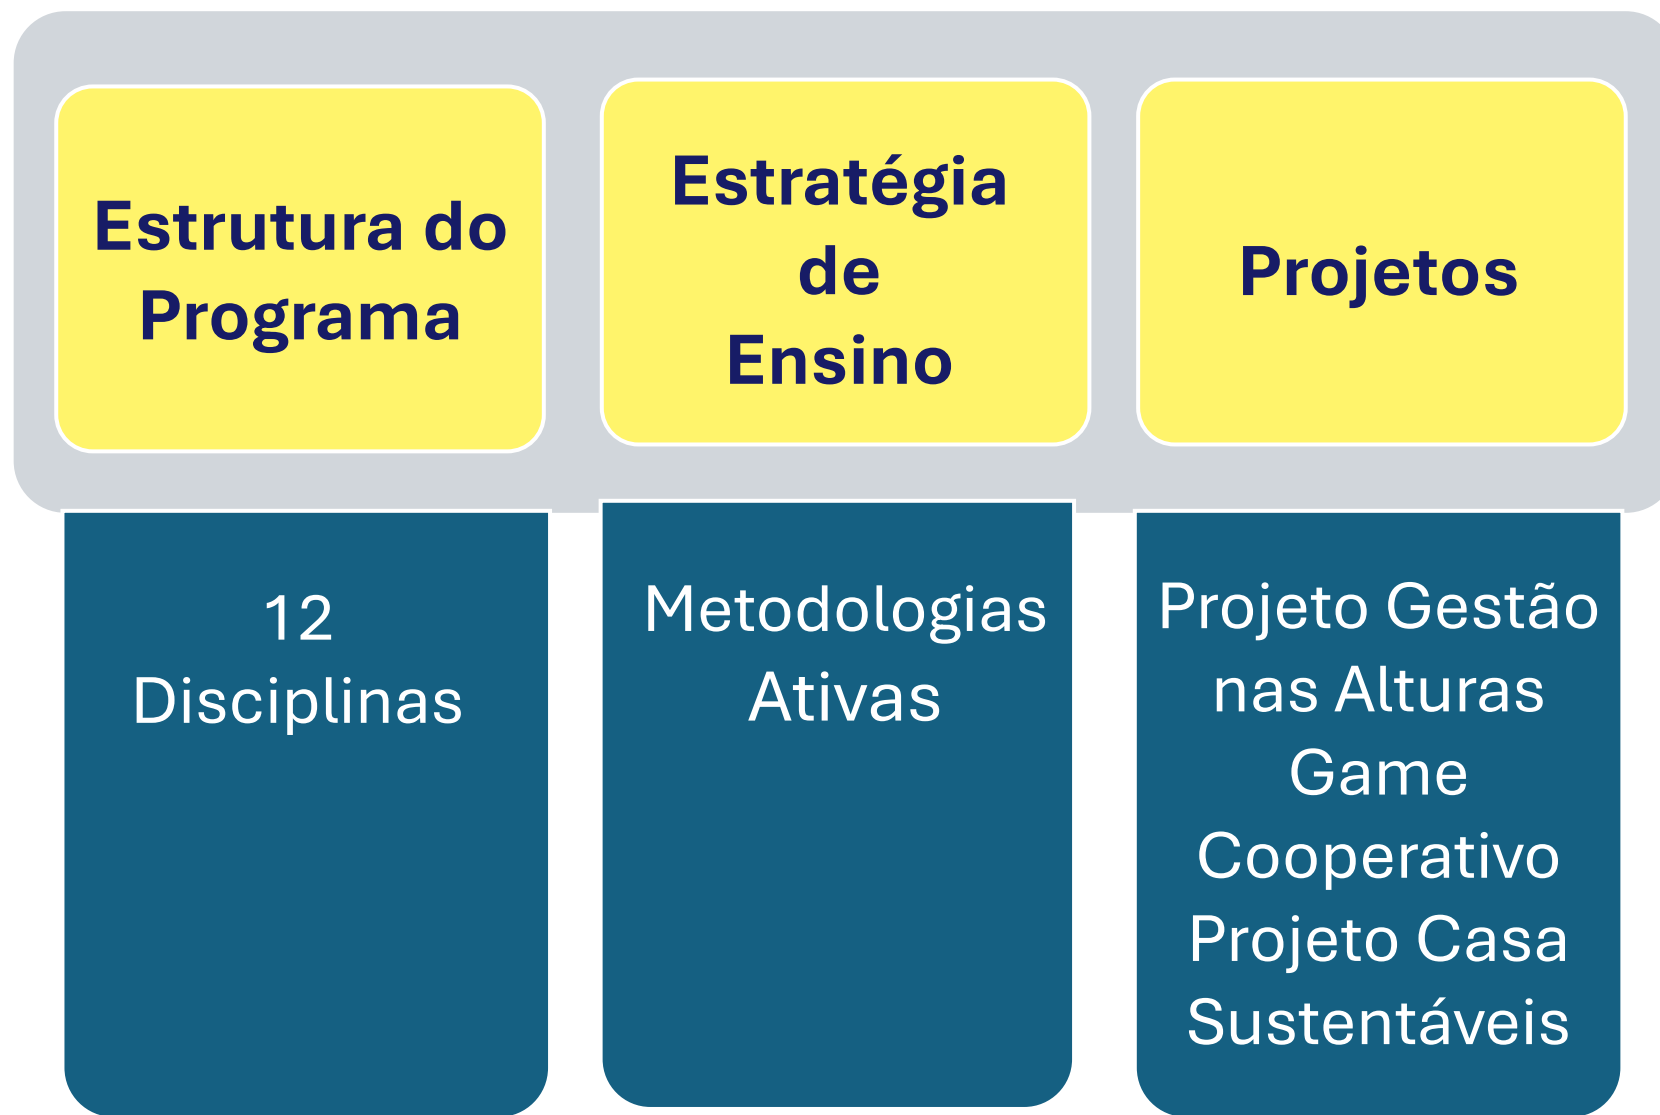 Estrutura do
Programa
Estratégia
de
Ensino
Projetos
12
Disciplinas
Metodologias
Ativas
Projeto Gestão
nas Alturas
Game
Cooperativo
Projeto Casa
Sustentáveis